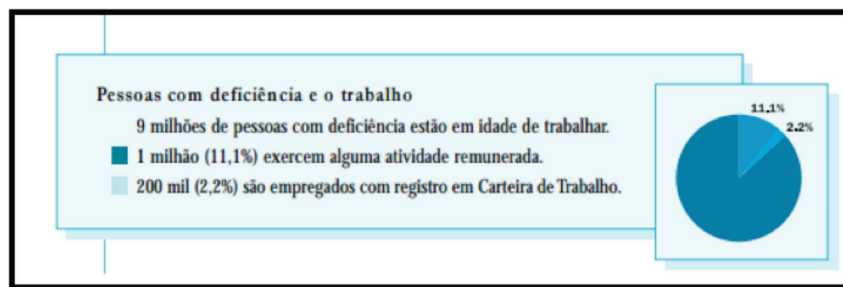 Pessoas com deficiência e o trabalho
9 milhões de pessoas com deficiência estão em idade de trabalhar.
1 milhão (11,1%) exercem alguma atividade remunerada.
200 mil (2,2%) são empregados com registro em Carteira de Trabalho.
11,1%
2,2%